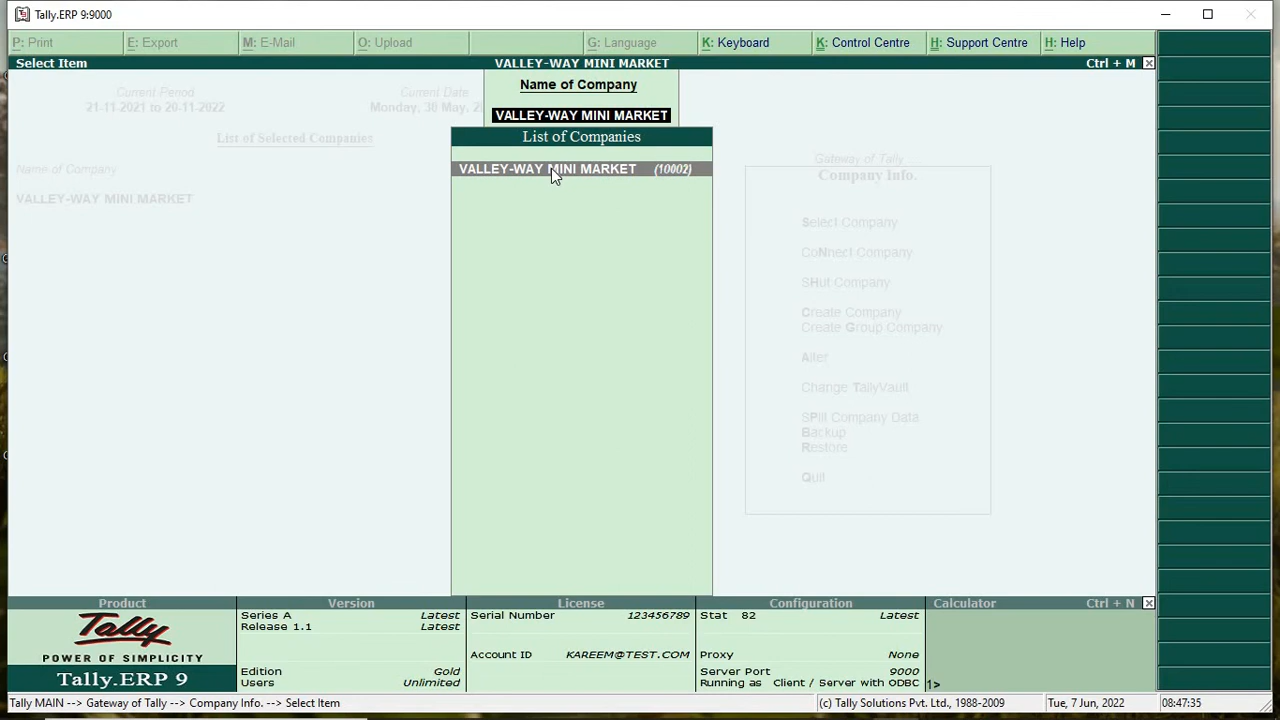 Tally.ERP 9:9000
P: Print E: Export M: E-Mail O: Upload G: Language K: Keyboard K: Control Centre H: Support Centre H: Help
Select Item VALLEY-WAY MINI MARKET Ctrl + M
Name of Company
VALLEY-WAY MINI MARKET
Current Period Current Date
21-11-2021 to 20-11-2022 Monday, 30 May,
List of Selected Companies
Name of Company
VALLEY-WAY MINI MARKET
List of Companies
VALLEY-WAY MINI MARKET (10002)
Gateway of Tally
Company Info.
Select Company
CoNnect Company
SHut Company
Create Company
Create Group Company
Alter
Change TallyVault
SPlit Company Data
Backup
Restore
Quit
Product Version License Configuration Calculator Ctrl + N
Tally
POWER OF SIMPLICITY
Tally.ERP 9
Series A Latest
Release 1.1 Latest
Edition Gold
Users Unlimited
Serial Number 123456789
Account ID KAREEM@TEST.COM
Stat 82 Latest
Proxy None
Server Port 9000
Running as Client / Server with ODBC
1>
Tally MAIN --> Gateway of Tally --> Company Info. --> Select Item (c) Tally Solutions Pvt. Ltd., 1988-2009 Tue, 7 Jun, 2022 08:47:35